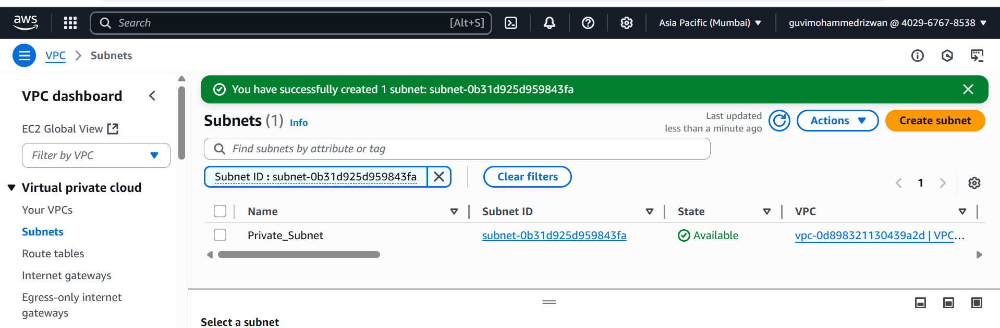 aws
Search
[Alt+S]
Asia Pacific (Mumbai)
guvimohammedrizwan @ 4029-6767-8538
VPC
Subnets
VPC dashboard
EC2 Global View
Filter by VPC
Virtual private cloud
Your VPCs
Subnets
Route tables
Internet gateways
Egress-only internet
gateways
You have successfully created 1 subnet: subnet-0b31d925d959843fa
Subnets (1) Info
Last updated
less than a minute ago
Actions
Create subnet
Find subnets by attribute or tag
Subnet ID : subnet-0b31d925d959843fa
Clear filters
1
Name Subnet ID State VPC
Private_Subnet subnet-0b31d925d959843fa Available vpc-0d898321130439a2d | VPC...
Select a subnet